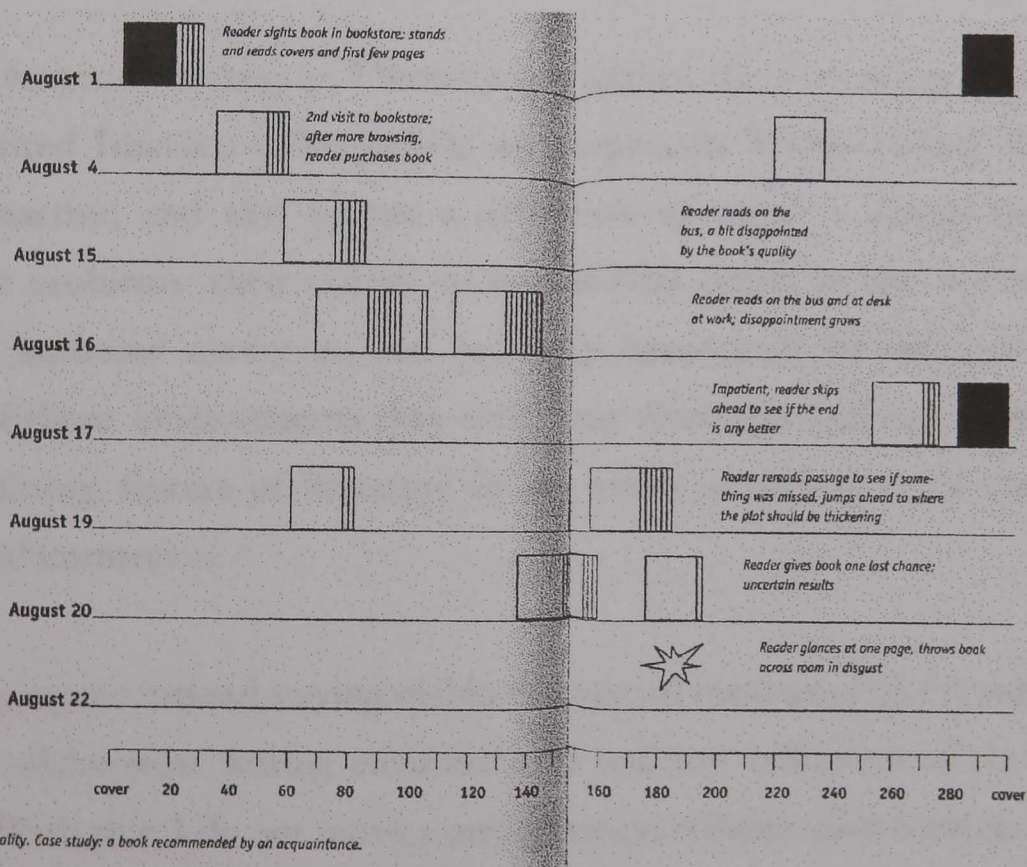 Reader sights book in bookstore; stands
and reads covers and first few pages
August 1
2nd visit to bookstore;
after more browsing,
reader purchases book
August 4
Reader reads on the
bus, a bit disappointed
by the book's quality
August 15
Reader reads on the bus and at desk
at work; disappointment grows
August 16
Impatient, reader skips
ahead to see if the end
is any better
August 17
Reader rereads passage to see if some-
thing was missed, jumps ahead to where
the plot should be thickening
August 19
Reader gives book one last chance;
uncertain results
August 20
Reader glances at one page, throws book
across room in disgust
August 22
cover 20 40 60 80 100 120 140 160 180 200 220 240 260 280 cover
ality. Case study: a book recommended by an acquaintance.